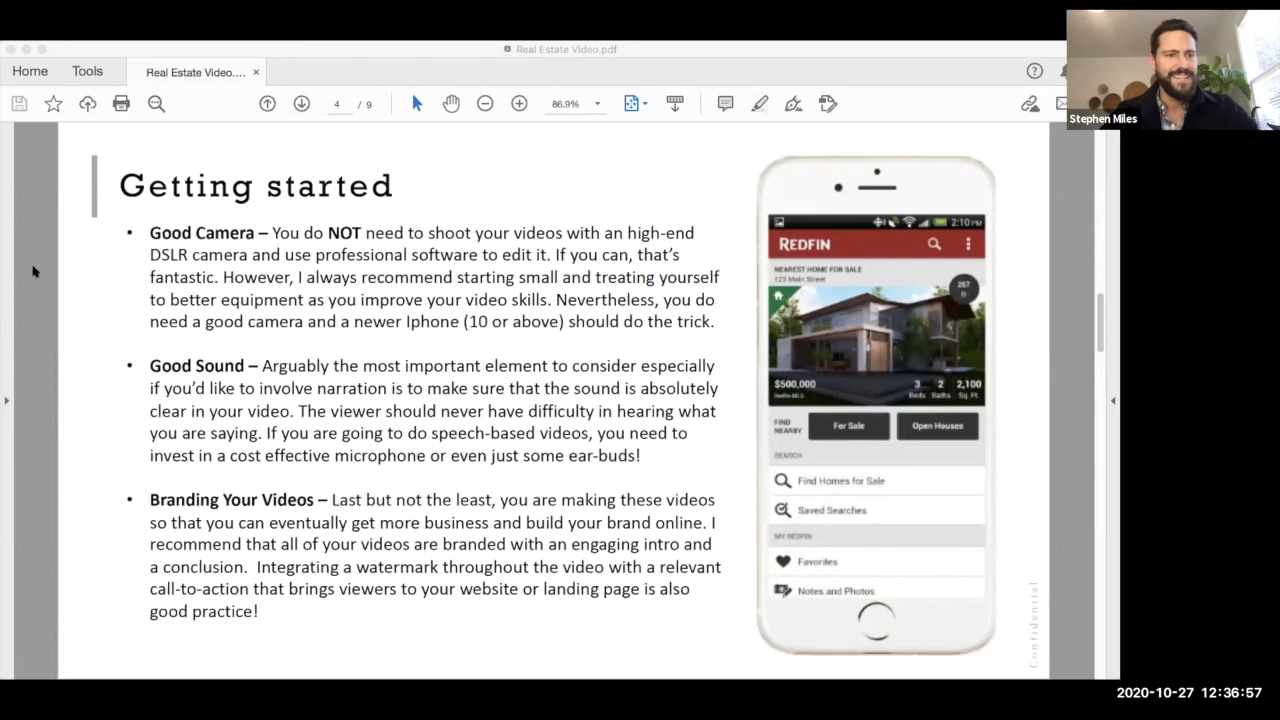 Real Estate Video.pdf
Home
Tools
Real Estate Video....
4 / 9
86.9%
Stephen Miles
Getting started
• Good Camera – You do NOT need to shoot your videos with an high-end
DSLR camera and use professional software to edit it. If you can, that's
fantastic. However, I always recommend starting small and treating yourself
to better equipment as you improve your video skills. Nevertheless, you do
need a good camera and a newer Iphone (10 or above) should do the trick.
• Good Sound – Arguably the most important element to consider especially
if you'd like to involve narration is to make sure that the sound is absolutely
clear in your video. The viewer should never have difficulty in hearing what
you are saying. If you are going to do speech-based videos, you need to
invest in a cost effective microphone or even just some ear-buds!
• Branding Your Videos – Last but not the least, you are making these videos
so that you can eventually get more business and build your brand online. I
recommend that all of your videos are branded with an engaging intro and
a conclusion. Integrating a watermark throughout the video with a relevant
call-to-action that brings viewers to your website or landing page is also
good practice!
2:10 PM
REDFIN
NEAREST HOME FOR SALE
123 Main Street
257
ft
$500,000
3 2 2,100
Redfin MLS Beds Baths Sq. Ft.
FIND
NEARBY
For Sale
Open Houses
SEARCH
Find Homes for Sale
Saved Searches
MY REDFIN
Favorites
Notes and Photos
Confidential
2020-10-27 12:36:57